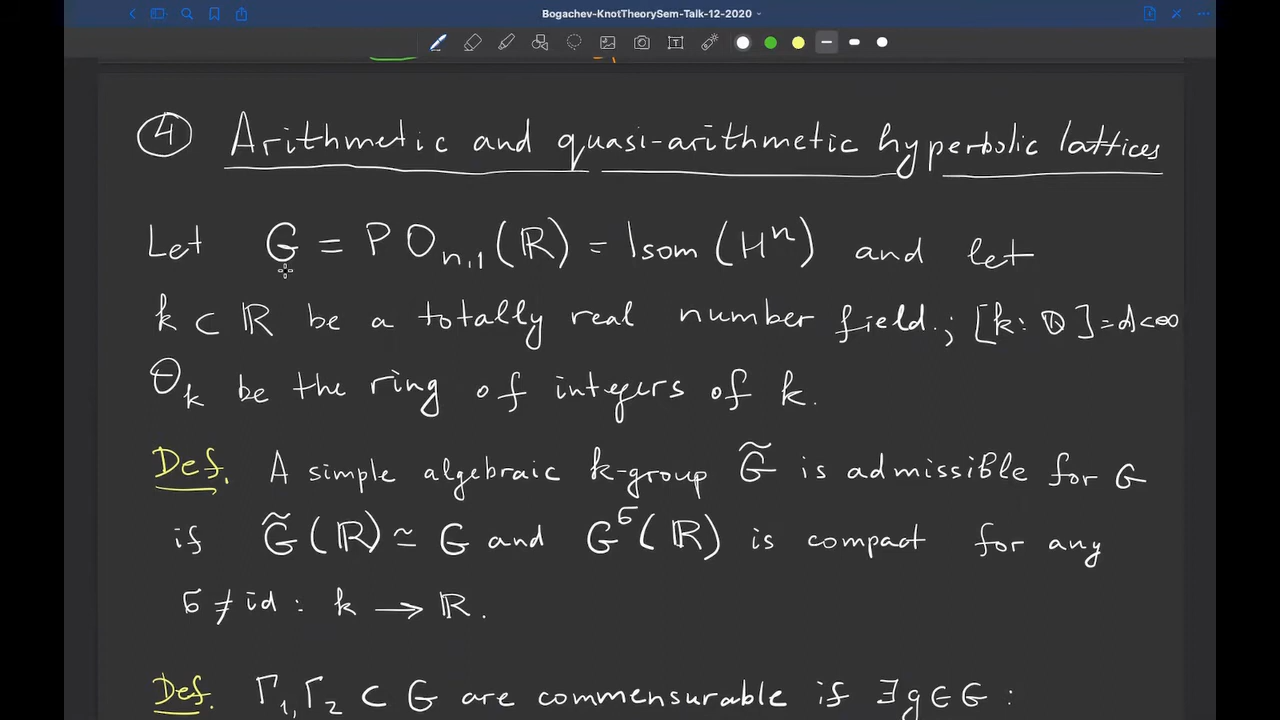 Bogachev-KnotTheorySem-Talk-12-2020
④ Arithmetic and quasi-arithmetic hyperbolic lattices
Let G = PO_{n,1}(ℝ) = Isom(H^n) and let
k ⊂ ℝ be a totally real number field.; [k:ℚ]=d<∞
O_k be the ring of integers of k.
Def. A simple algebraic k-group G̃ is admissible for G
if G̃(ℝ) ≃ G and G^σ(ℝ) is compact for any
σ ≠ id : k → ℝ.
Def. Γ_1, Γ_2 ⊂ G are commensurable if ∃g∈G :